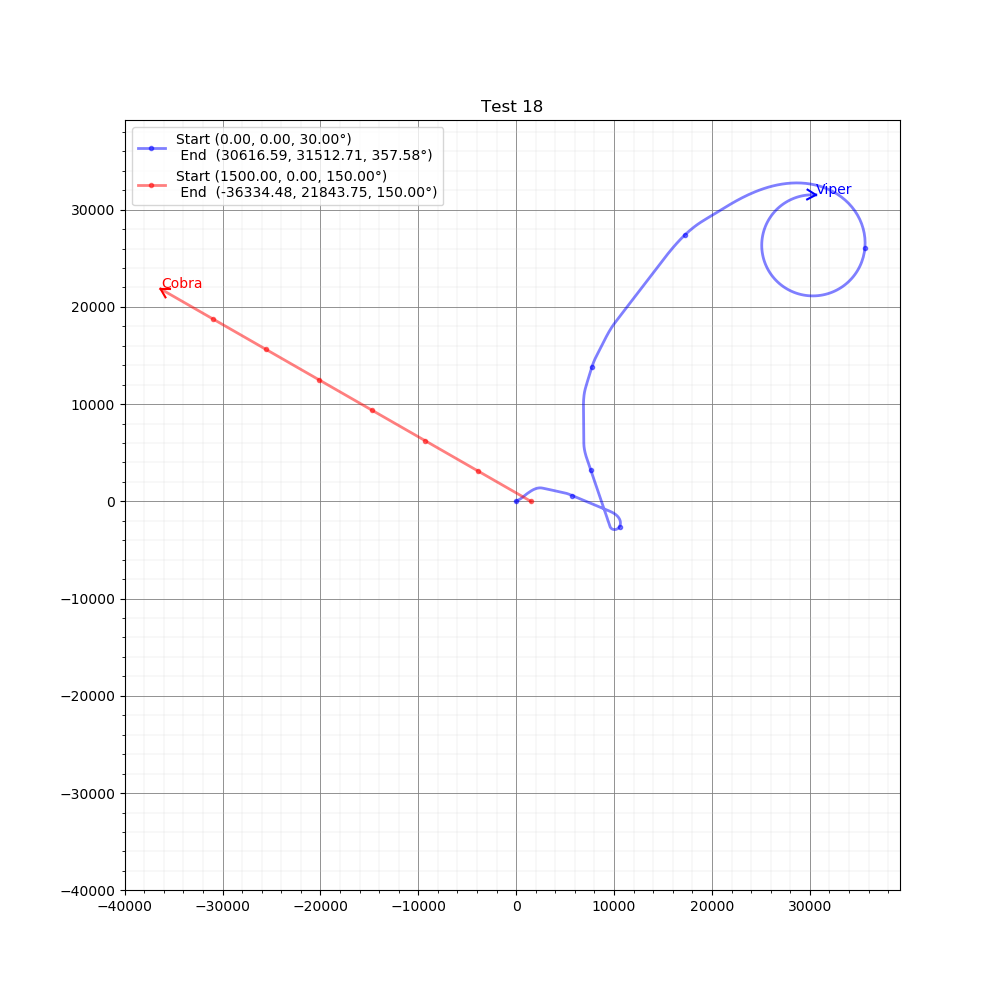 Test 18
Start (0.00, 0.00, 30.00°)
End (30616.59, 31512.71, 357.58°)
Start (1500.00, 0.00, 150.00°)
End (-36334.48, 21843.75, 150.00°)
Viper
Cobra
30000
20000
10000
0
−10000
−20000
−30000
−40000
−40000 −30000 −20000 −10000 0 10000 20000 30000